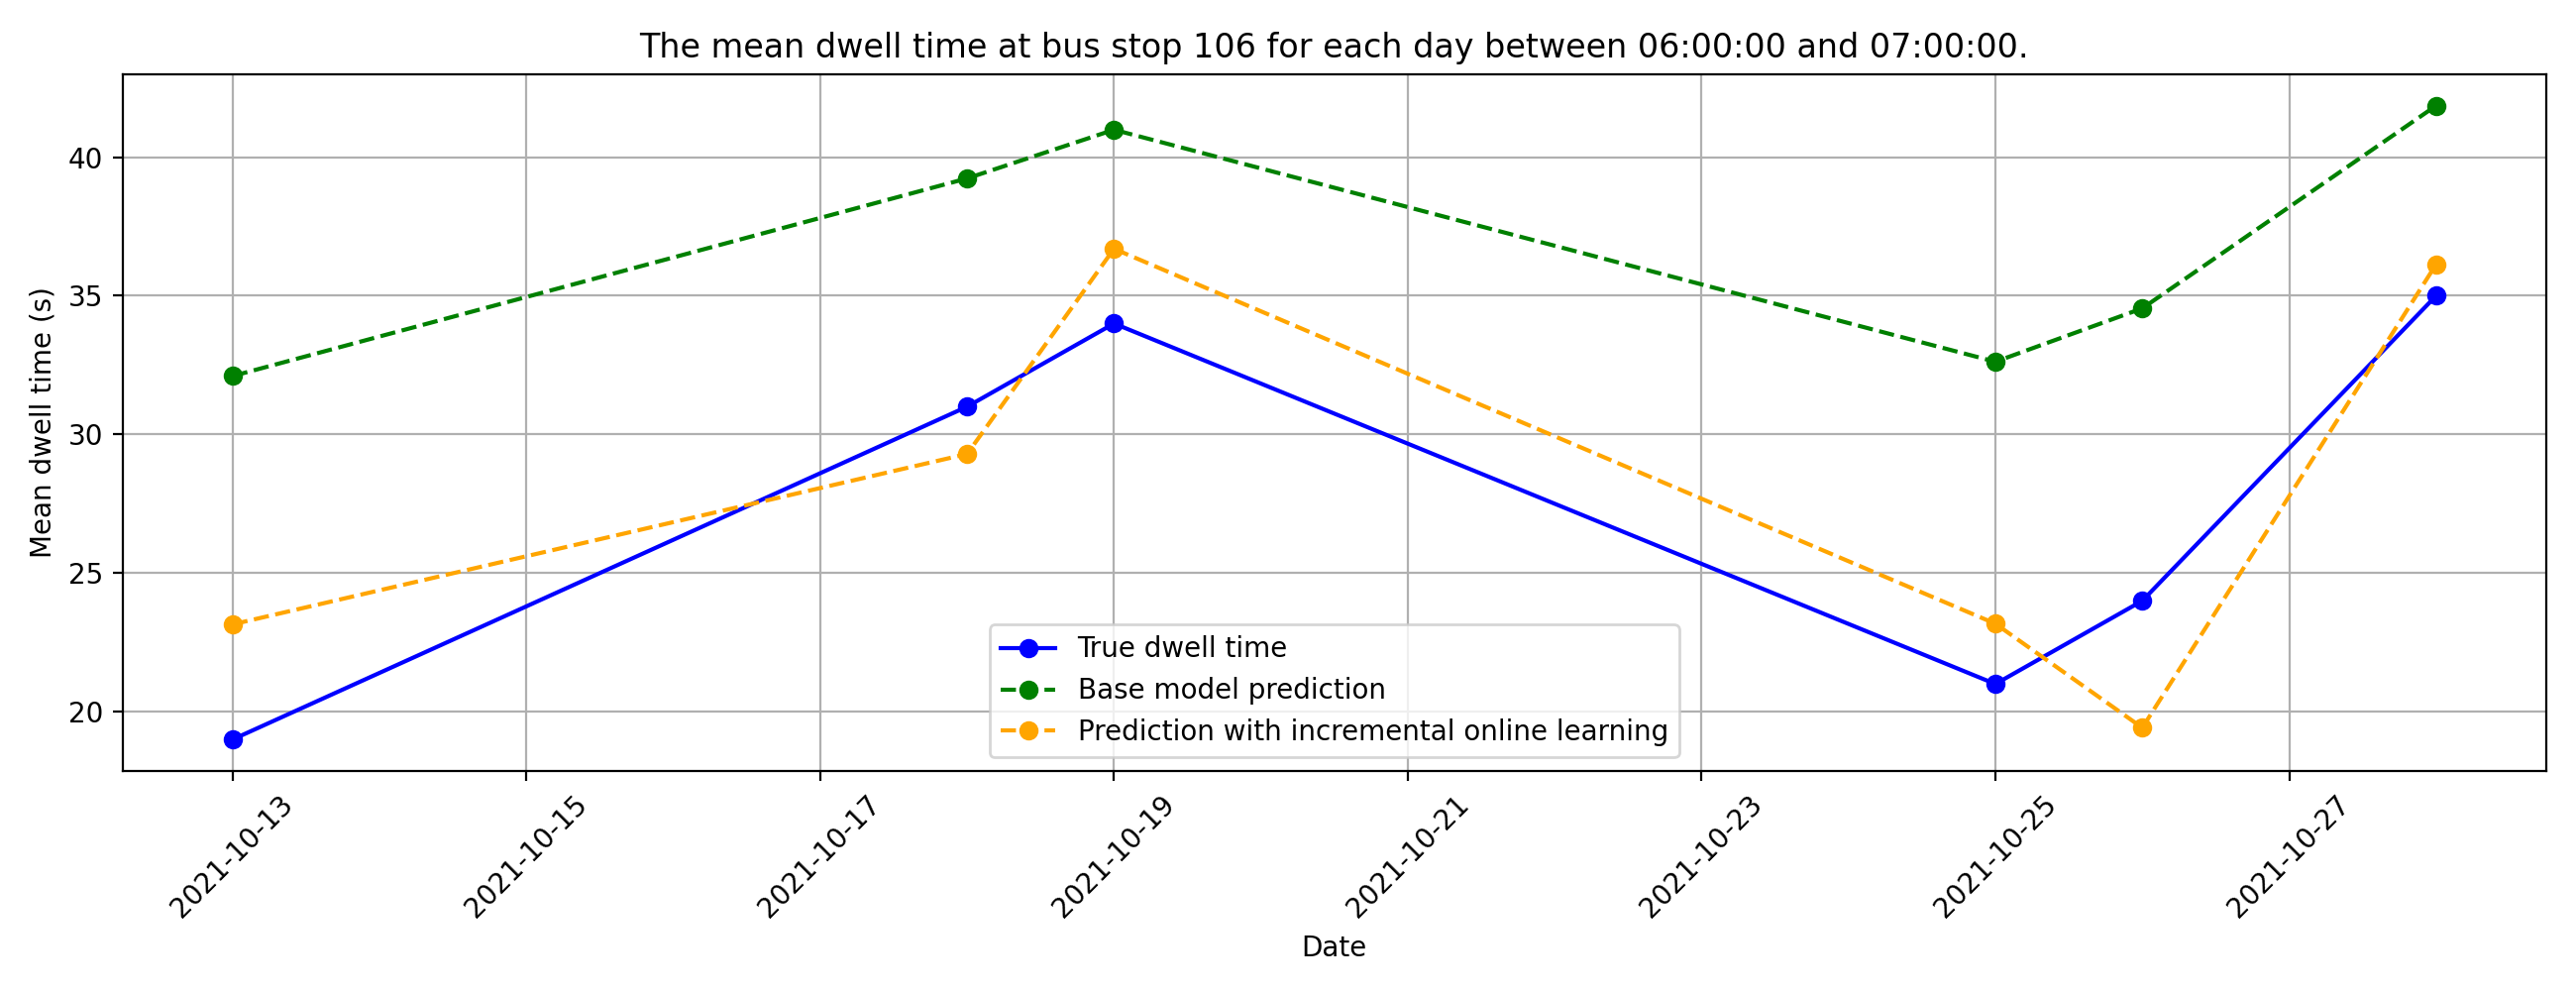 The mean dwell time at bus stop 106 for each day between 06:00:00 and 07:00:00.
Mean dwell time (s)
40
35
30
25
20
True dwell time
Base model prediction
Prediction with incremental online learning
2021-10-13
2021-10-15
2021-10-17
2021-10-19
2021-10-21
2021-10-23
2021-10-25
2021-10-27
Date